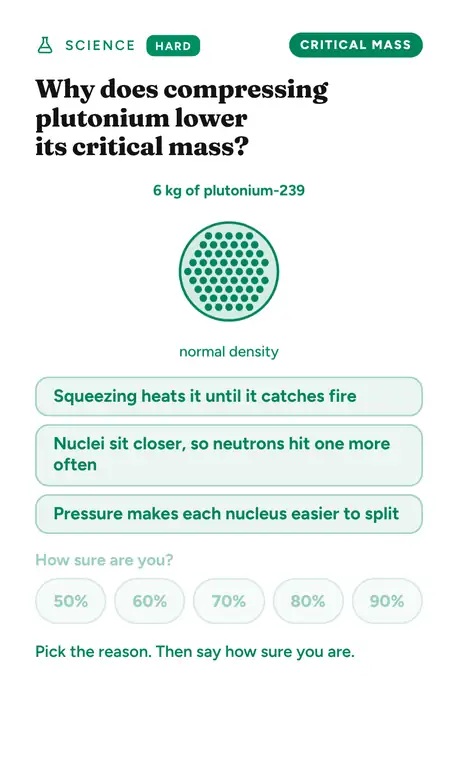 SCIENCE HARD CRITICAL MASS
Why does compressing
plutonium lower
its critical mass?
6 kg of plutonium-239
normal density
Squeezing heats it until it catches fire
Nuclei sit closer, so neutrons hit one more
often
Pressure makes each nucleus easier to split
How sure are you?
50% 60% 70% 80% 90%
Pick the reason. Then say how sure you are.